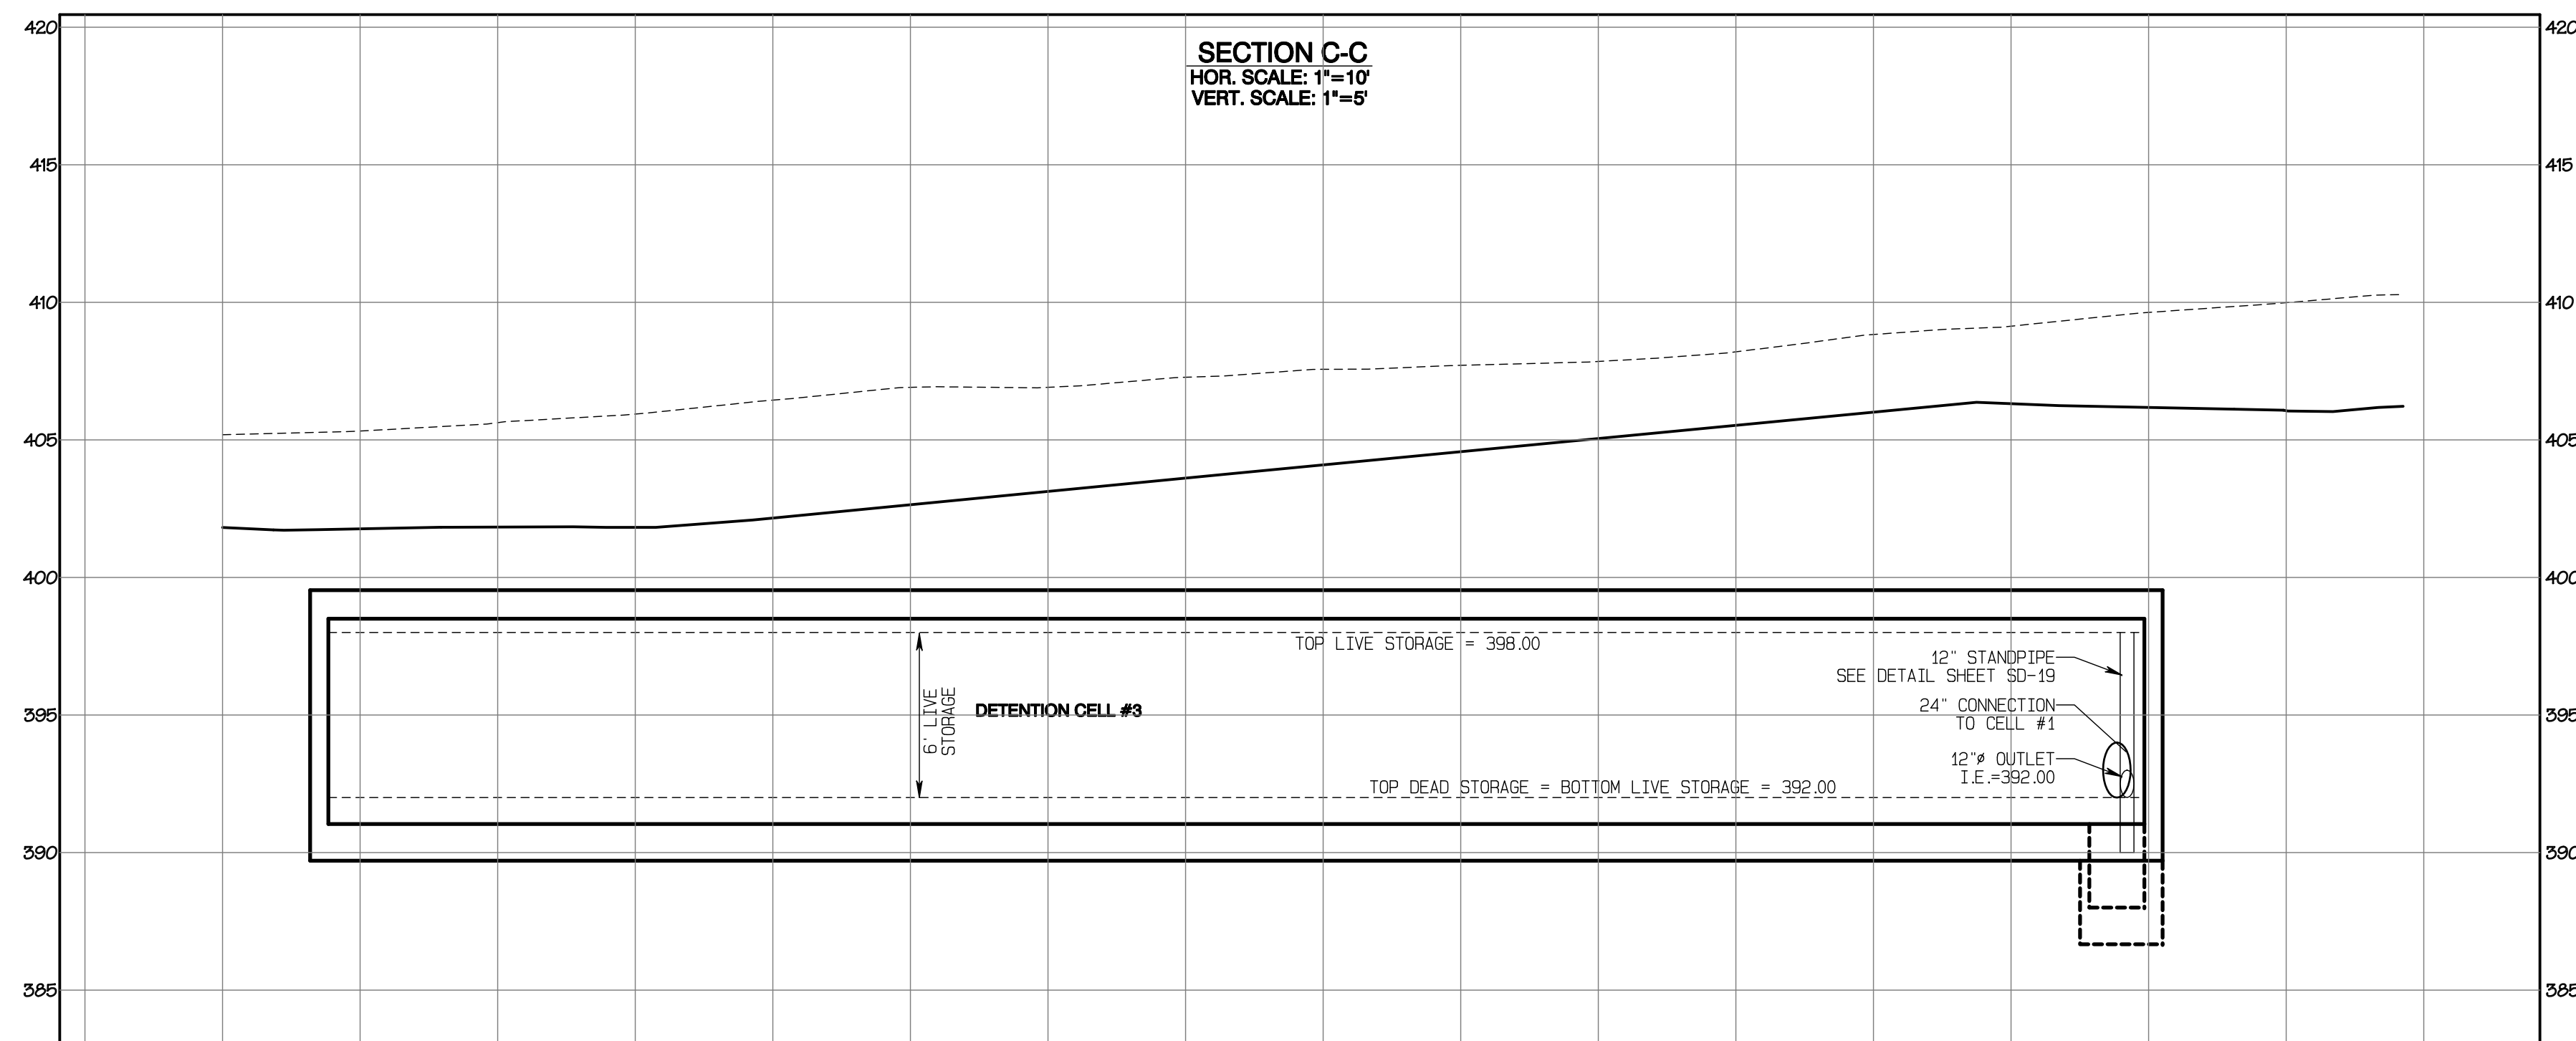 SECTION C-C
HOR. SCALE: 1"=10'
VERT. SCALE: 1"=5'
420
420
415
415
410
410
405
405
400
400
TOP LIVE STORAGE = 398.00
12" STANDPIPE
SEE DETAIL SHEET SD-19
6' LIVE
STORAGE
DETENTION CELL #3
24" CONNECTION
TO CELL #1
395
395
12"ø OUTLET
I.E.=392.00
TOP DEAD STORAGE = BOTTOM LIVE STORAGE = 392.00
390
390
385
385